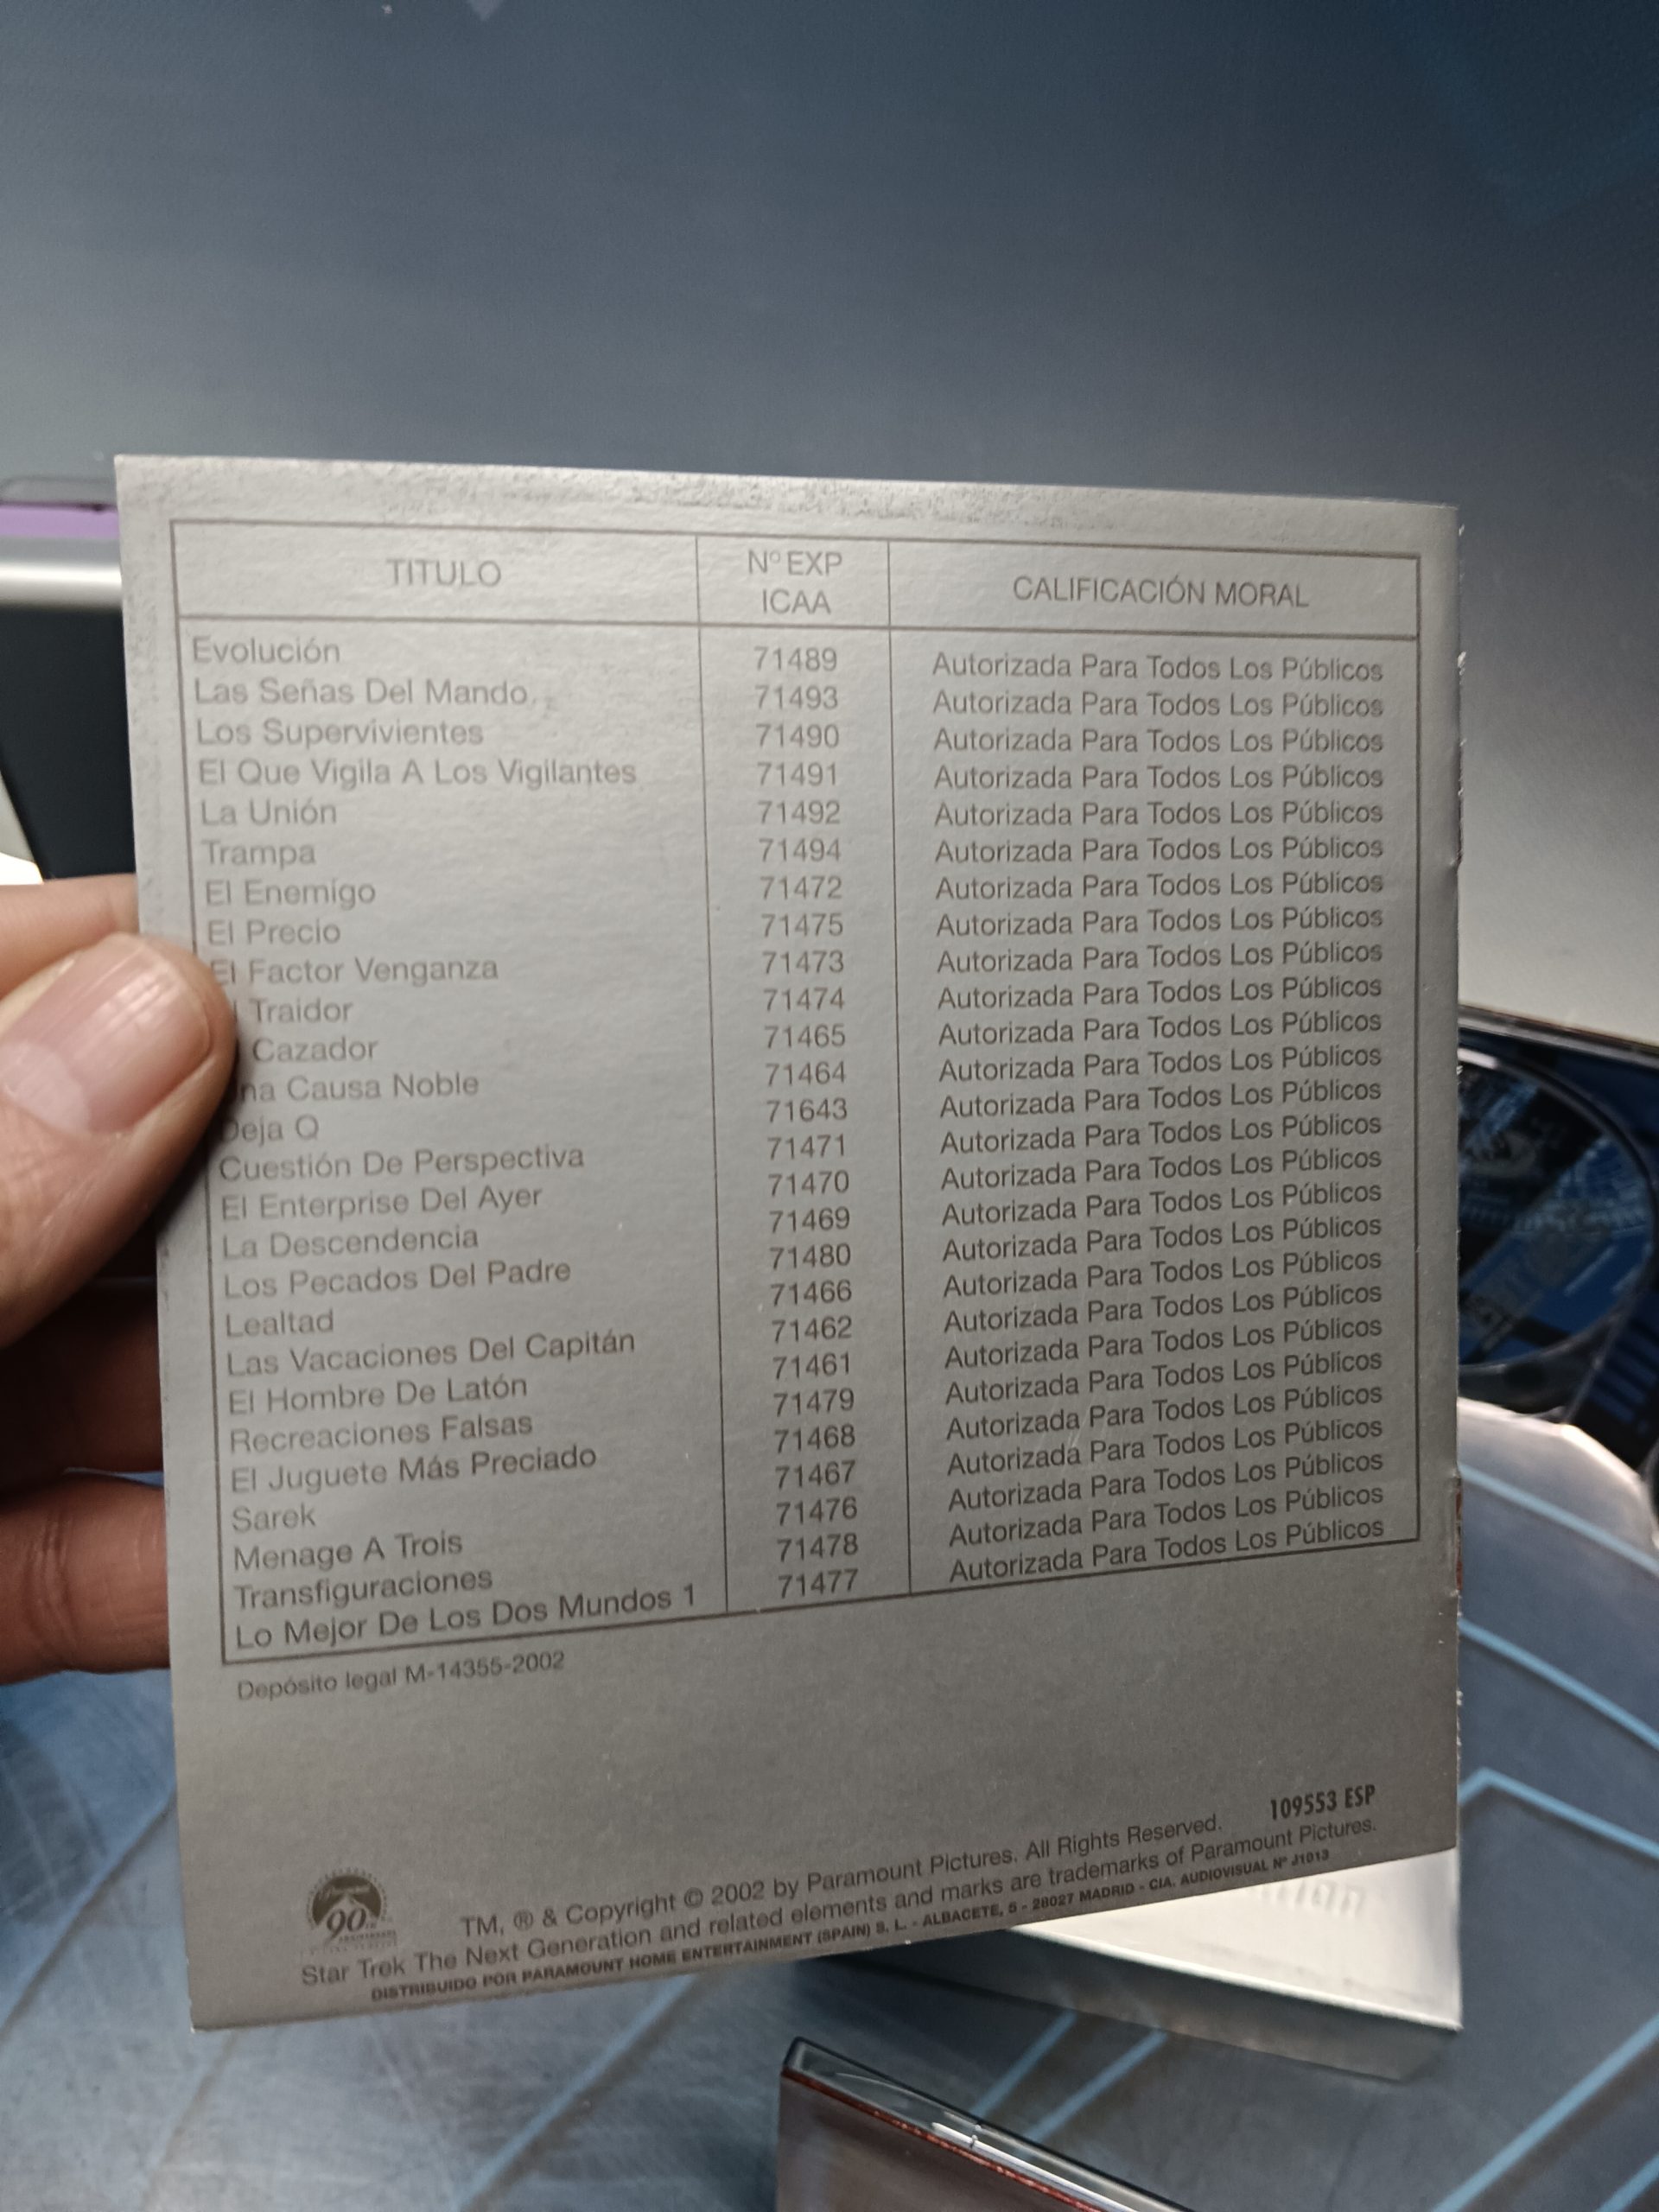 TITULO Nº EXP ICAA CALIFICACIÓN MORAL
Evolución 71489 Autorizada Para Todos Los Públicos
Las Señas Del Mando 71493 Autorizada Para Todos Los Públicos
Los Supervivientes 71490 Autorizada Para Todos Los Públicos
El Que Vigila A Los Vigilantes 71491 Autorizada Para Todos Los Públicos
La Unión 71492 Autorizada Para Todos Los Públicos
Trampa 71494 Autorizada Para Todos Los Públicos
El Enemigo 71472 Autorizada Para Todos Los Públicos
El Precio 71475 Autorizada Para Todos Los Públicos
El Factor Venganza 71473 Autorizada Para Todos Los Públicos
Traidor 71474 Autorizada Para Todos Los Públicos
Cazador 71465 Autorizada Para Todos Los Públicos
Causa Noble 71464 Autorizada Para Todos Los Públicos
Deja Q 71643 Autorizada Para Todos Los Públicos
Cuestión De Perspectiva 71471 Autorizada Para Todos Los Públicos
El Enterprise Del Ayer 71470 Autorizada Para Todos Los Públicos
La Descendencia 71469 Autorizada Para Todos Los Públicos
Los Pecados Del Padre 71480 Autorizada Para Todos Los Públicos
Lealtad 71466 Autorizada Para Todos Los Públicos
Las Vacaciones Del Capitán 71462 Autorizada Para Todos Los Públicos
El Hombre De Latón 71461 Autorizada Para Todos Los Públicos
Recreaciones Falsas 71479 Autorizada Para Todos Los Públicos
El Juguete Más Preciado 71468 Autorizada Para Todos Los Públicos
Sarek 71467 Autorizada Para Todos Los Públicos
Menage A Trois 71476 Autorizada Para Todos Los Públicos
Transfiguraciones 71478 Autorizada Para Todos Los Públicos
Lo Mejor De Los Dos Mundos 1 71477 Autorizada Para Todos Los Públicos
Depósito legal M-14355-2002
109553 ESP
90
TM, ® & Copyright © 2002 by Paramount Pictures. All Rights Reserved.
Star Trek The Next Generation and related elements and marks are trademarks of Paramount Pictures.
DISTRIBUIDO POR PARAMOUNT HOME ENTERTAINMENT (SPAIN) S. L. - ALBACETE, 5 - 28027 MADRID - CIA. AUDIOVISUAL Nº J1013